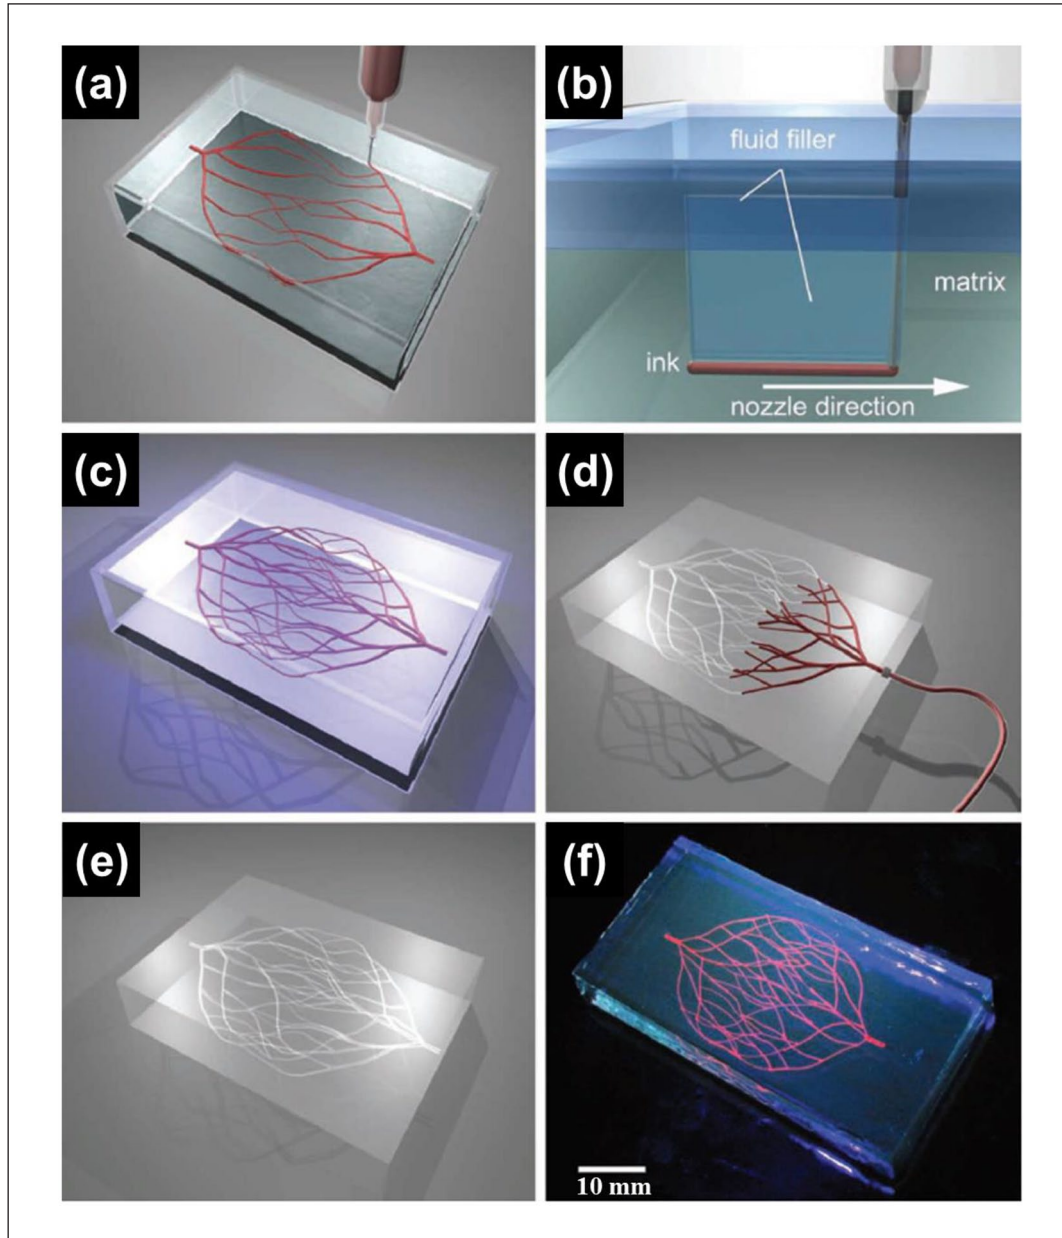 (a)
(b)
fluid filler
matrix
ink
nozzle direction
(c)
(d)
(e)
(f)
10 mm